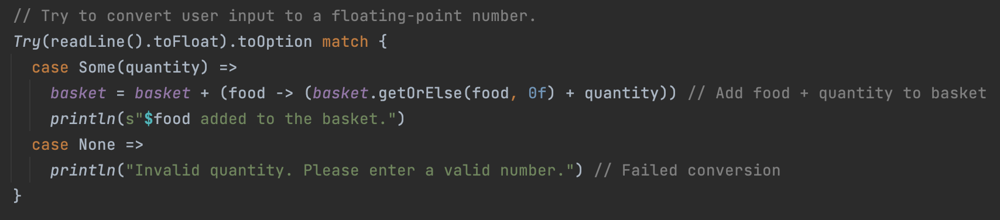 // Try to convert user input to a floating-point number.
Try(readLine().toFloat).toOption match {
  case Some(quantity) =>
    basket = basket + (food -> (basket.getOrElse(food, 0f) + quantity)) // Add food + quantity to basket
    println(s"$food added to the basket.")
  case None =>
    println("Invalid quantity. Please enter a valid number.") // Failed conversion
}